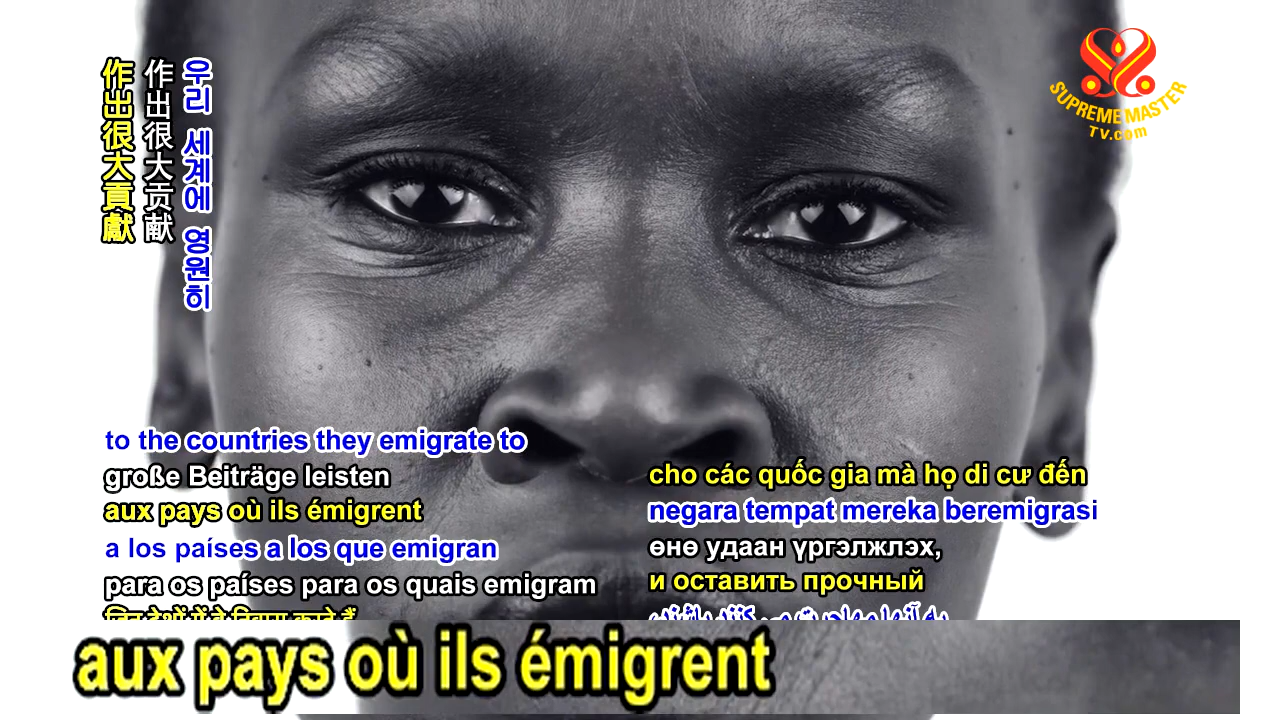 作出很大貢獻
作出很大贡献
우리 세계에 영원히
SUPREME MASTER
TV.com
to the countries they emigrate to
große Beiträge leisten
aux pays où ils émigrent
a los países a los que emigran
para os países para os quais emigram
cho các quốc gia mà họ di cư đến
negara tempat mereka beremigrasi
өнө удаан үргэлжлэх,
и оставить прочный
aux pays où ils émigrent